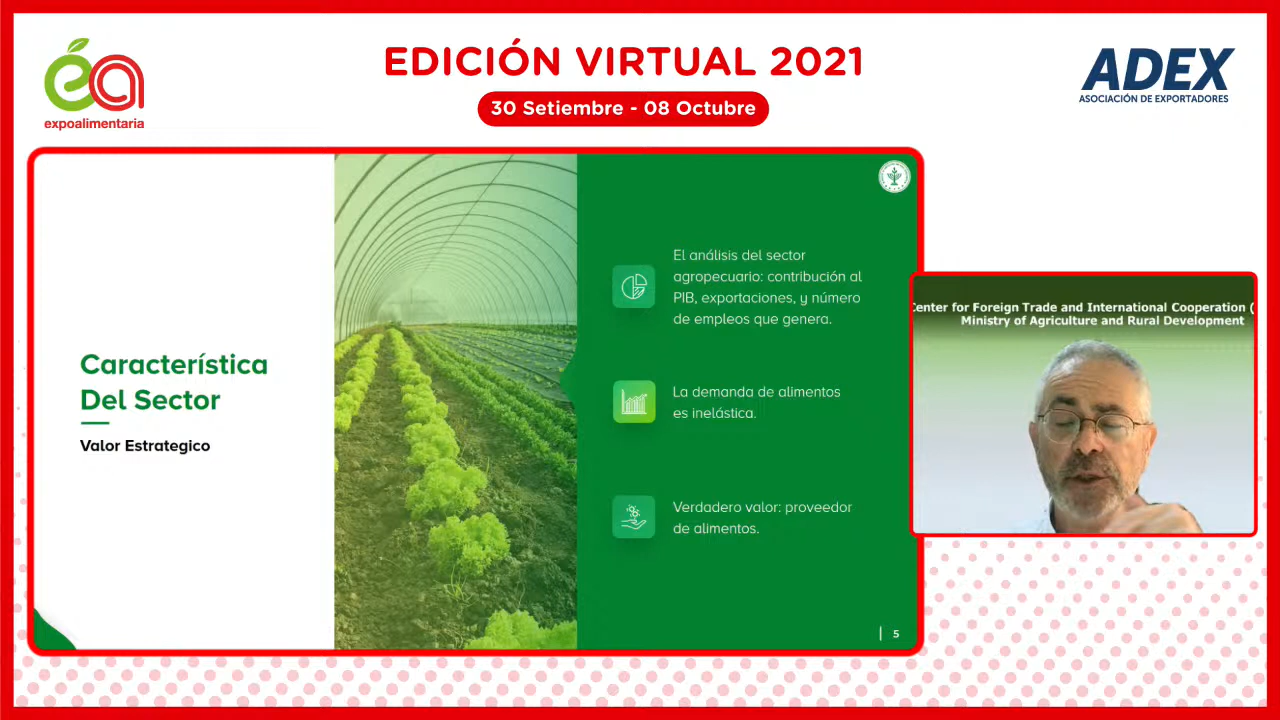 expoalimentaria
EDICIÓN VIRTUAL 2021
30 Setiembre - 08 Octubre
ADEX
ASOCIACIÓN DE EXPORTADORES
Característica
Del Sector
Valor Estrategico
El análisis del sector
agropecuario: contribución al
PIB, exportaciones, y número
de empleos que genera.
La demanda de alimentos
es inelástica.
Verdadero valor: proveedor
de alimentos.
5
Center for Foreign Trade and International Cooperation (
Ministry of Agriculture and Rural Development